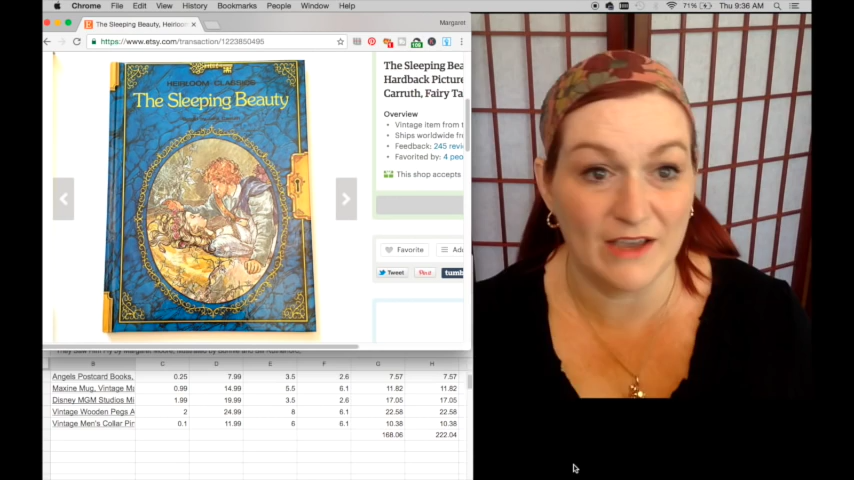 Chrome File Edit View History Bookmarks People Window Help
71% Thu 9:36 AM
The Sleeping Beauty, Heirloo
Margaret
https://www.etsy.com/transaction/1223850495
HEIRLOOM CLASSICS
The Sleeping Beauty
The Sleeping Bea
Hardback Picture
Carruth, Fairy Ta
Overview
• Vintage item from t
• Ships worldwide fr
• Feedback: 245 revi
• Favorited by: 4 peo
This shop accepts
Favorite
Add
Tweet
tumb
B C D E F G H
Angels Postcard Books, 0.25 7.99 3.5 2.6 7.57 7.57
Maxine Mug, Vintage Ma 0.99 14.99 5.5 6.1 11.82 11.82
Disney MGM Studios Mi 1.99 19.99 3.5 2.6 17.05 17.05
Vintage Wooden Pegs A 2 24.99 8 6.1 22.58 22.58
Vintage Men's Collar Pin 0.1 11.99 6 6.1 10.38 10.38
168.06 222.04